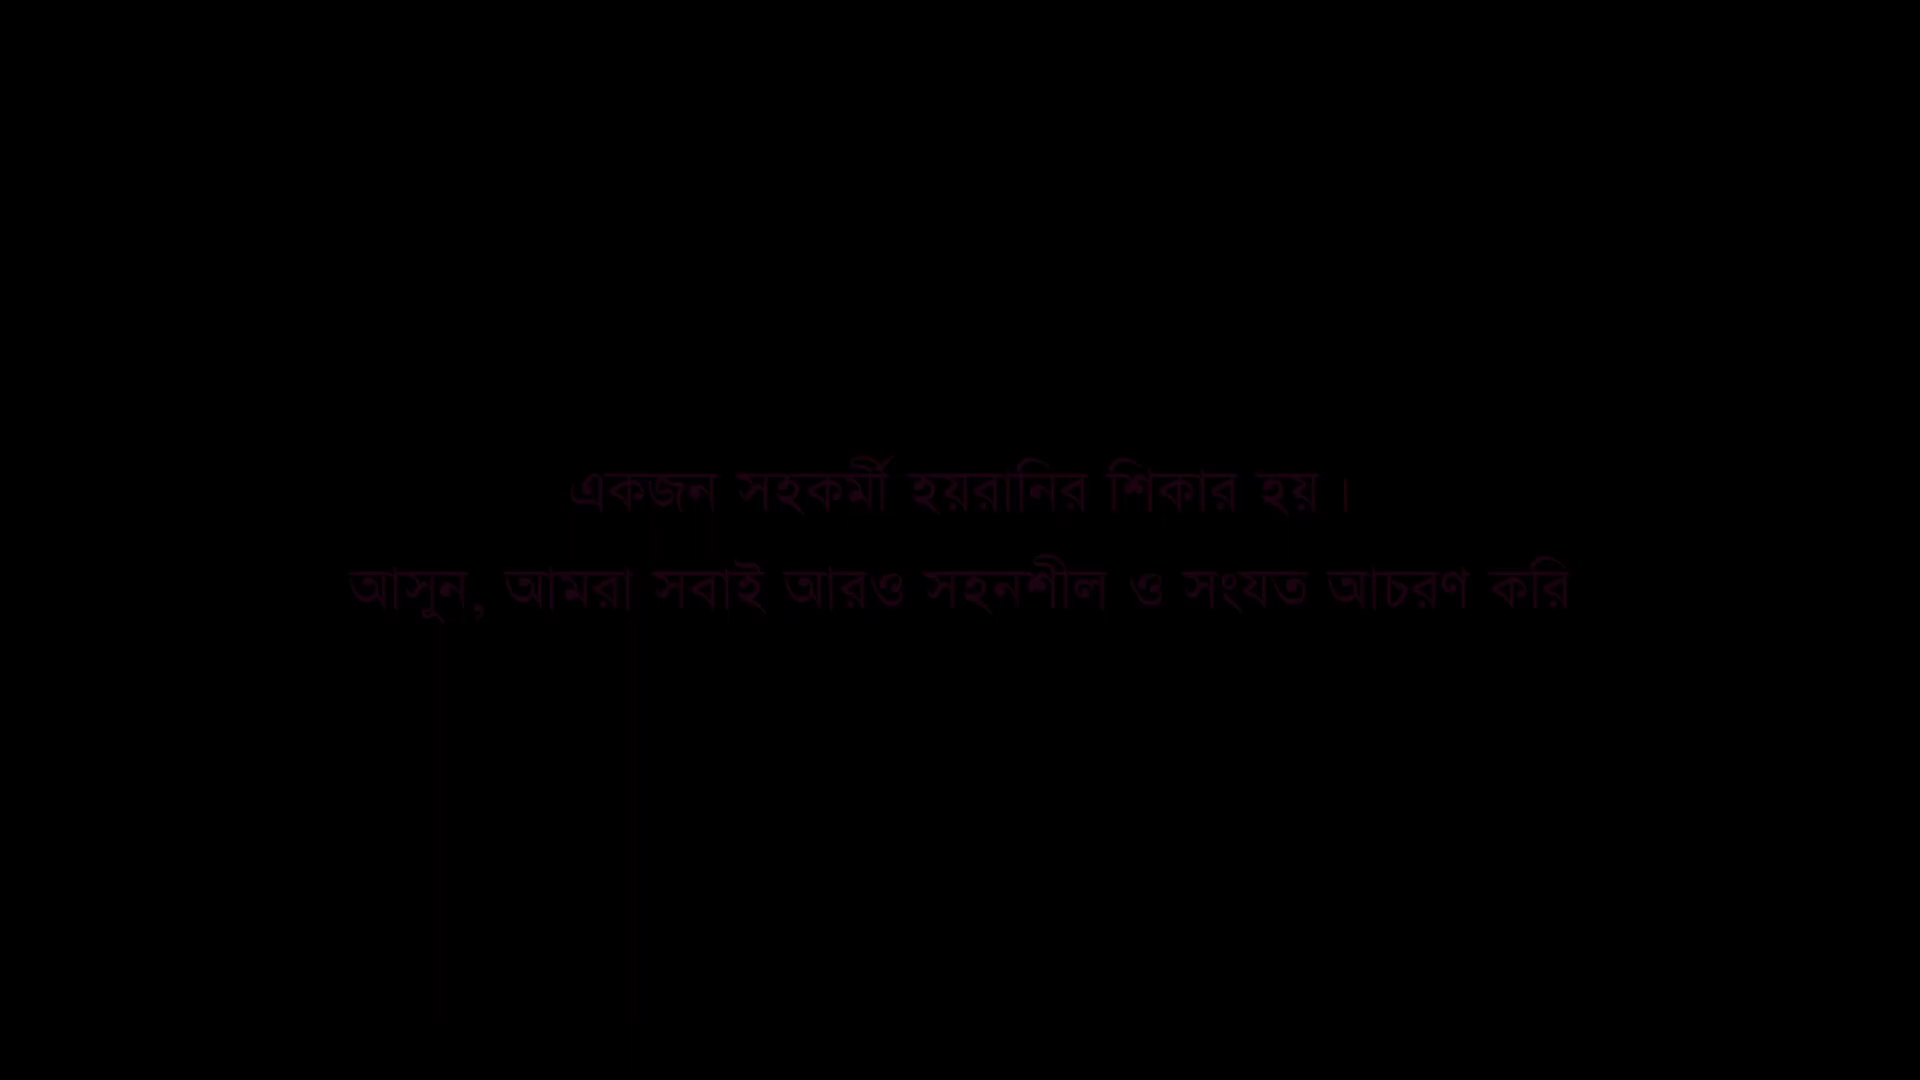 একজন সহকর্মী হয়রানির শিকার হয়।
আসুন, আমরা সবাই আরও সহনশীল ও সংযত আচরণ করি